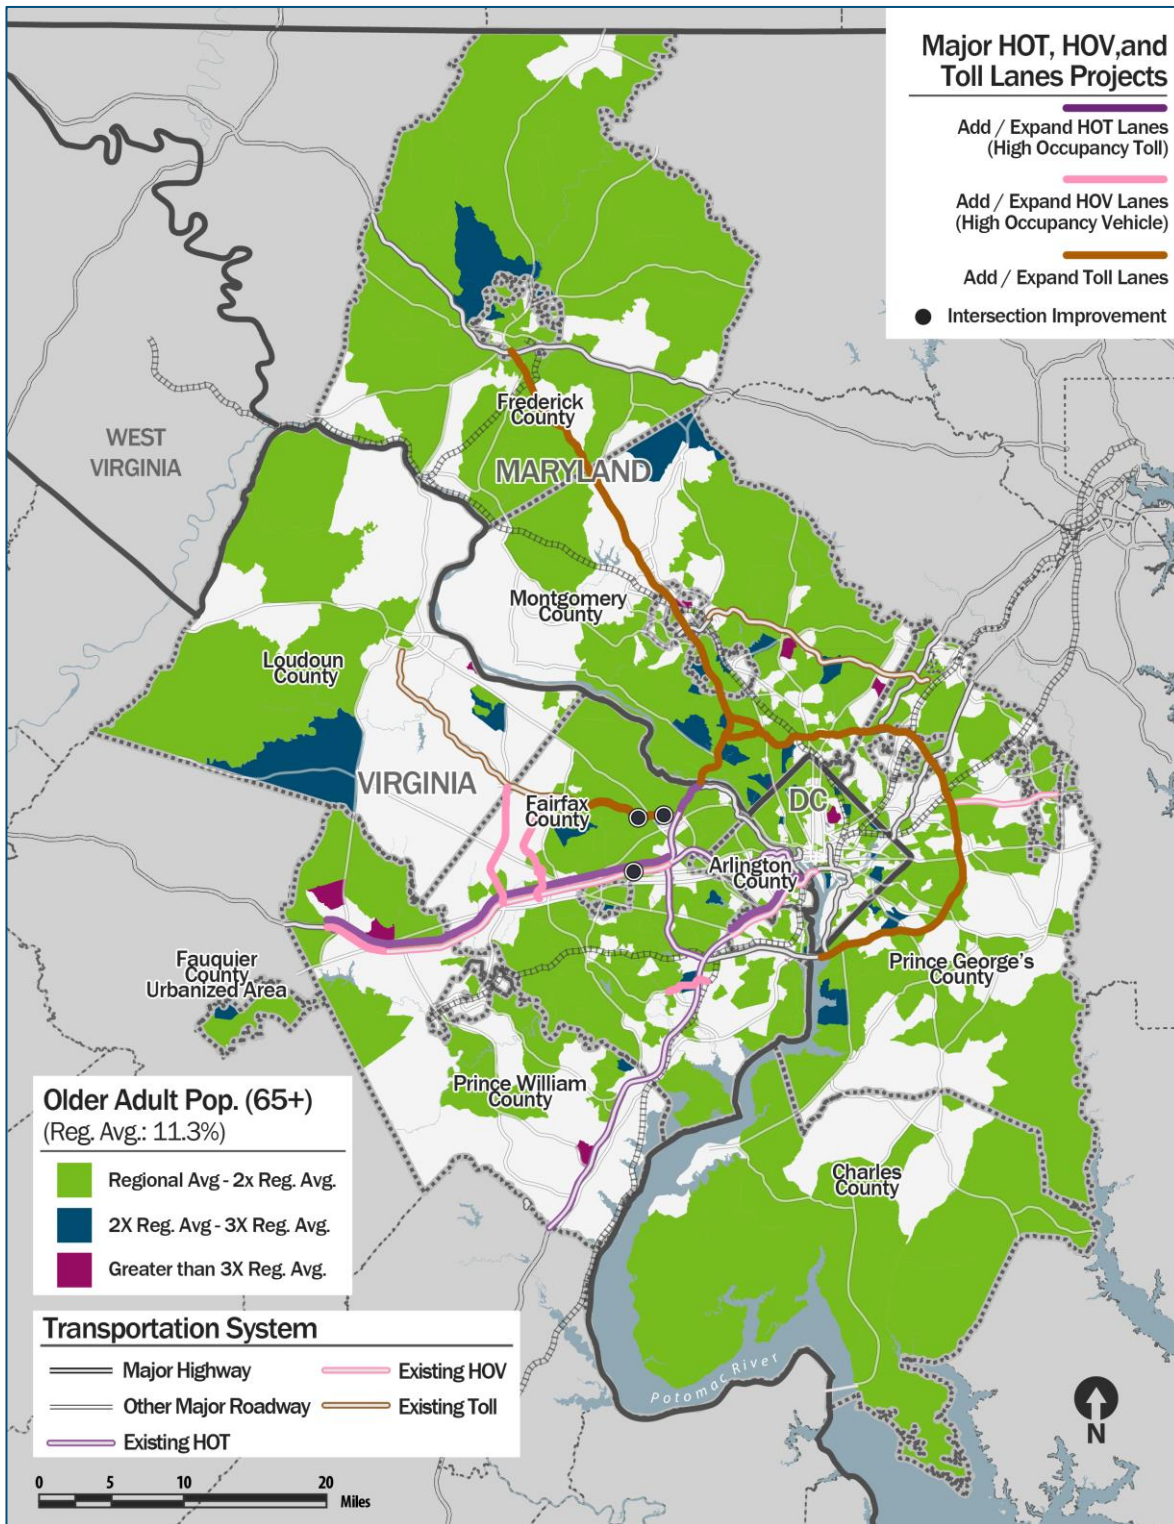 Major HOT, HOV,and
Toll Lanes Projects
Add / Expand HOT Lanes
(High Occupancy Toll)
Add / Expand HOV Lanes
(High Occupancy Vehicle)
Add / Expand Toll Lanes
Intersection Improvement
Frederick
County
WEST
VIRGINIA
MARYLAND
Montgomery
County
Loudoun
County
VIRGINIA
DC
Fairfax
County
Arlington
County
Fauquier
County
Urbanized Area
Prince George's
County
Prince William
County
Charles
County
Older Adult Pop. (65+)
(Reg. Avg.: 11.3%)
Regional Avg - 2x Reg. Avg.
2X Reg. Avg - 3X Reg. Avg.
Greater than 3X Reg. Avg.
Transportation System
Major Highway
Existing HOV
Other Major Roadway
Existing Toll
Existing HOT
Potomac River
N
0 5 10 20
Miles